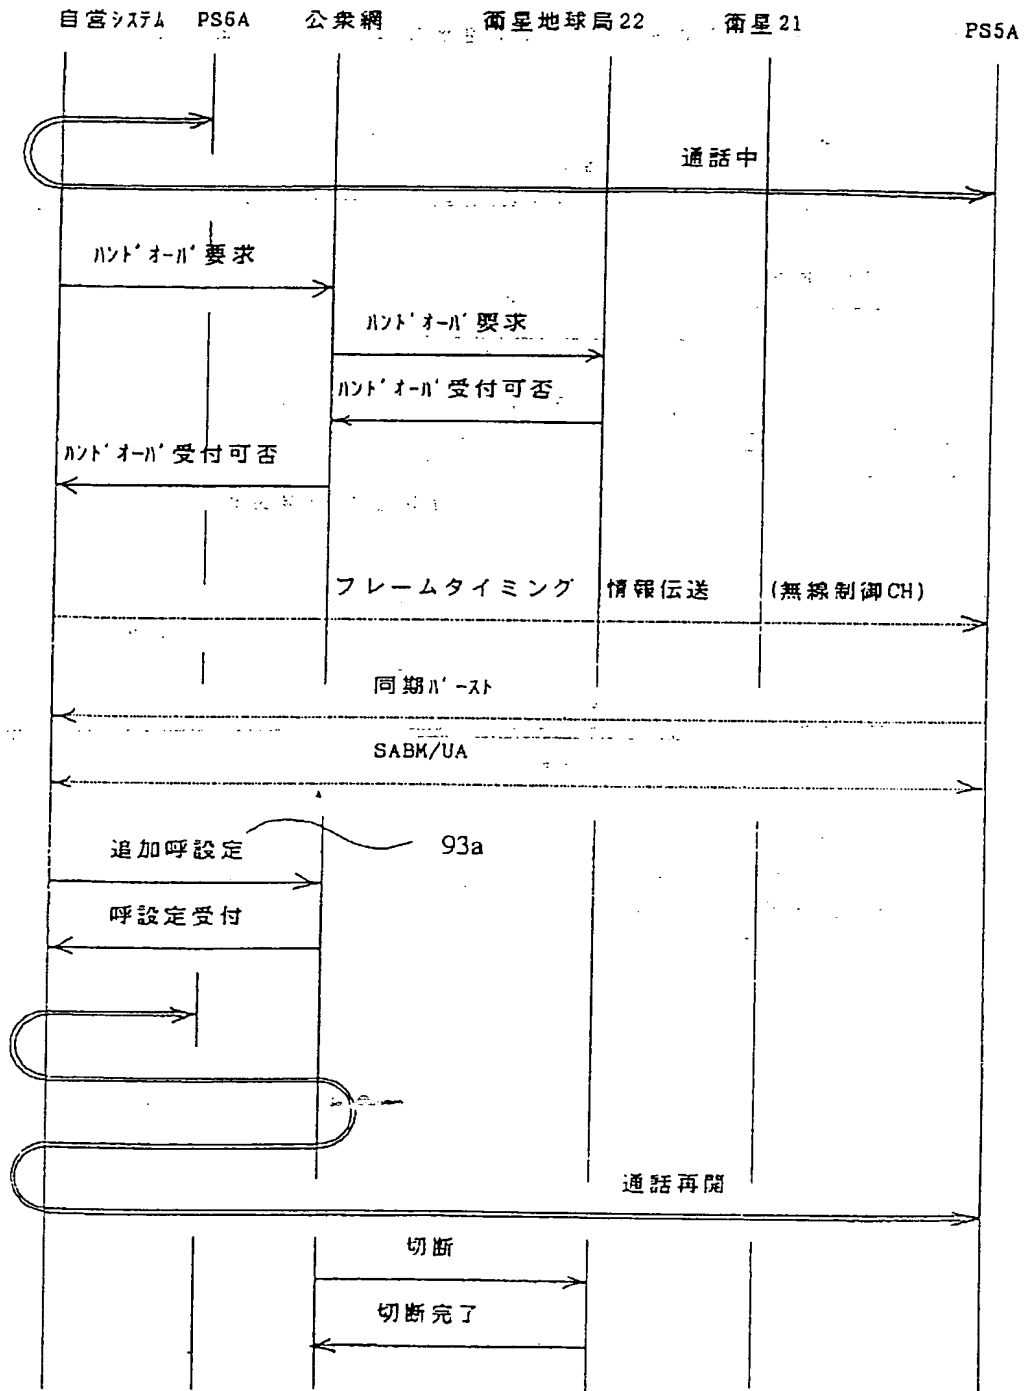 自営システム PS6A 公衆網 衛星地球局22 衛星21 PS5A
通話中
ハンドオーバ要求
ハンドオーバ要求
ハンドオーバ受付可否
ハンドオーバ受付可否
フレームタイミング 情報伝送 (無線制御CH)
同期バースト
SABM/UA
追加呼設定 93a
呼設定受付
通話再開
切断
切断完了